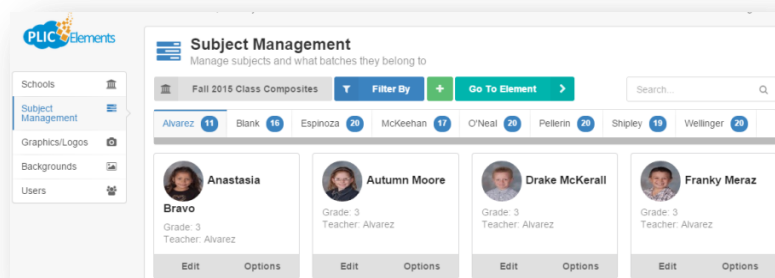 PLIC Elements
Subject Management
Manage subjects and what batches they belong to
Schools
Subject
Management
Graphics/Logos
Backgrounds
Users
Fall 2015 Class Composites
Filter By
+
Go To Element
Search...
Alvarez 11 Blank 16 Espinoza 20 McKeehan 17 O'Neal 20 Pellerin 20 Shipley 19 Wellinger 20
Anastasia
Bravo
Grade: 3
Teacher: Alvarez
Edit Options
Autumn Moore
Grade: 3
Teacher: Alvarez
Edit Options
Drake McKerall
Grade: 3
Teacher: Alvarez
Edit Options
Franky Meraz
Grade: 3
Teacher: Alvarez
Edit Options